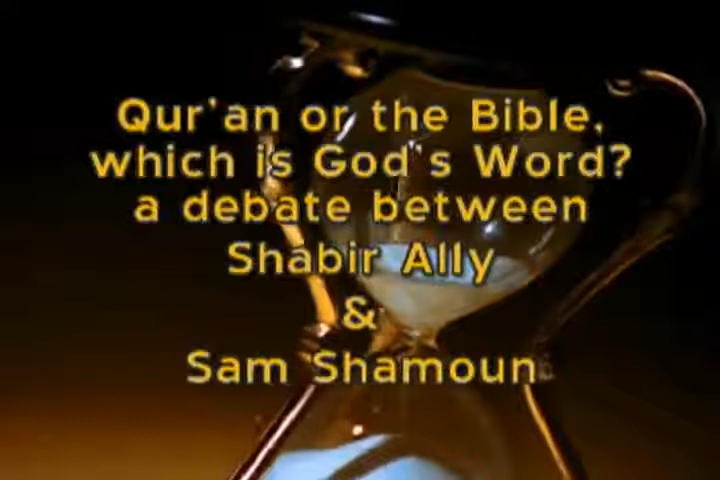 Qur'an or the Bible,
which is God"s Word?
a debate between
Shabir Ally
&
Sam Shamoun